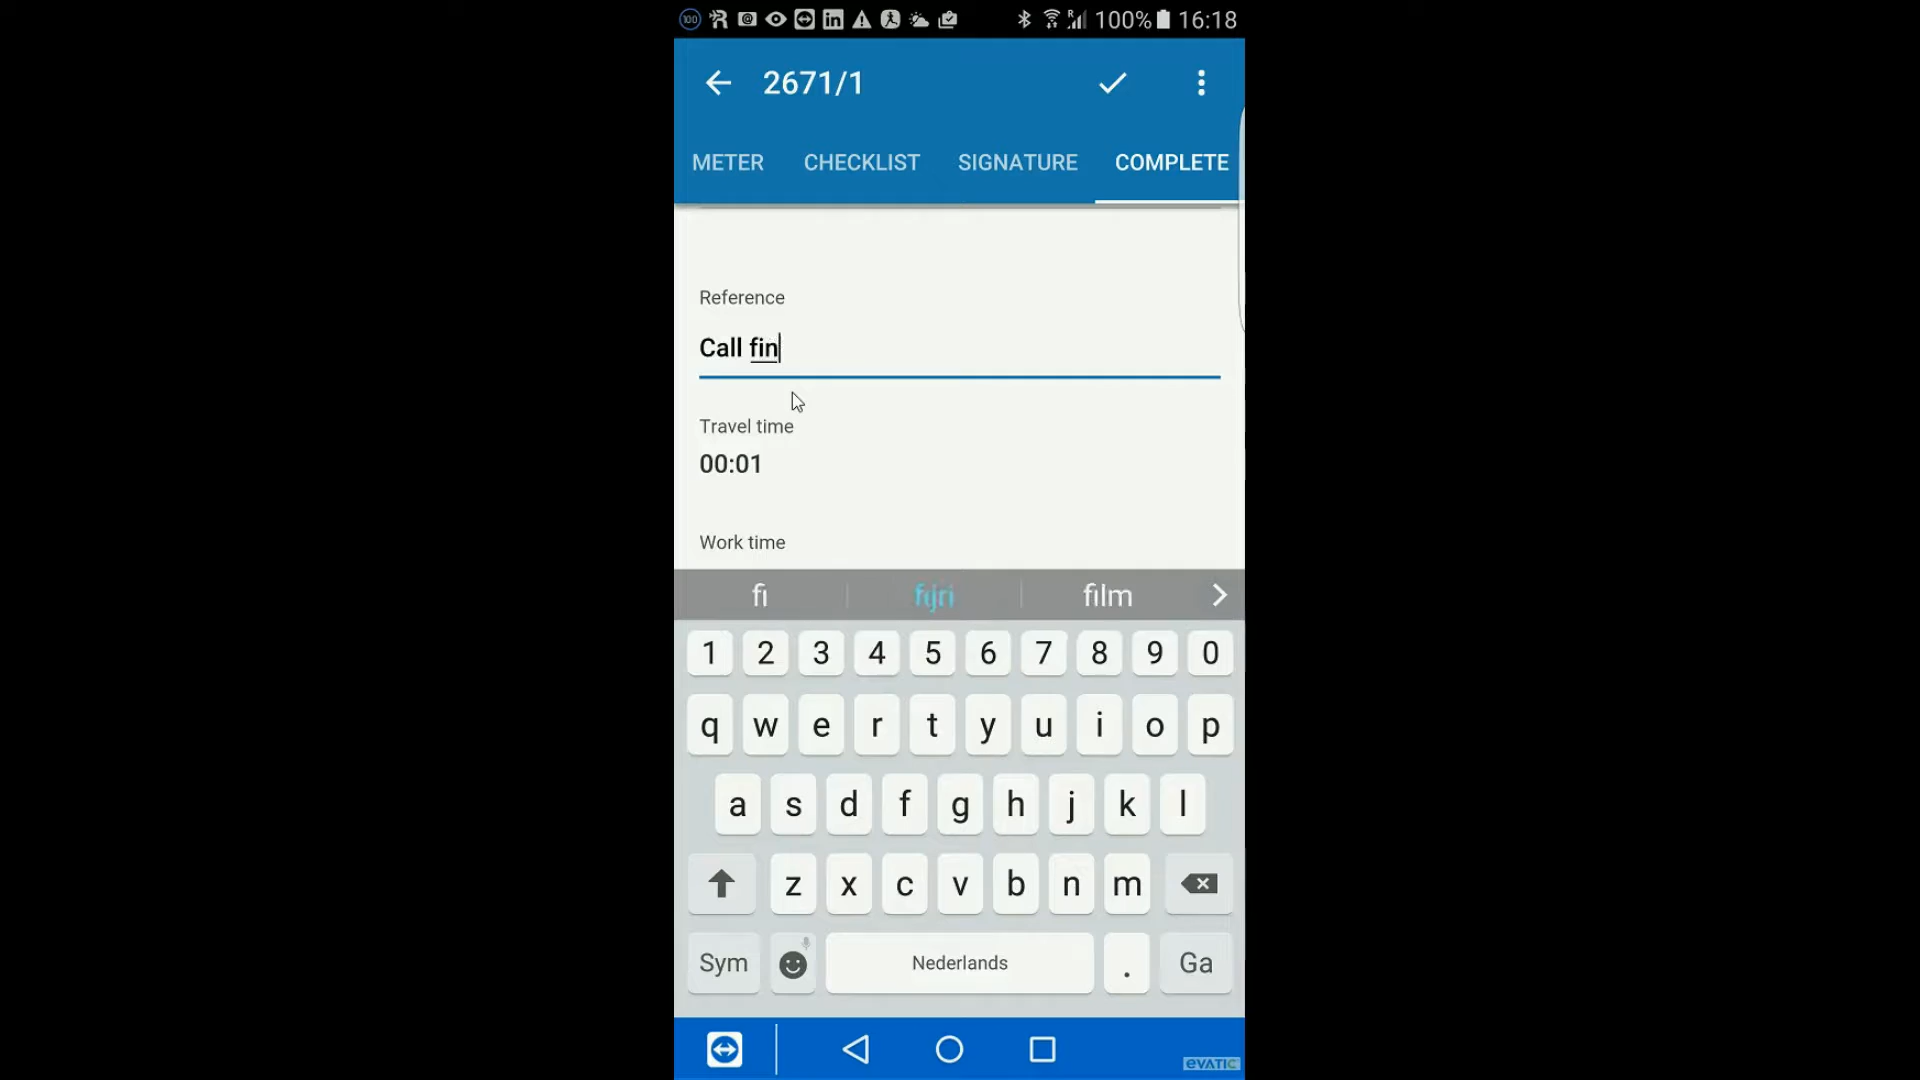 100% 16:18
2671/1
METER CHECKLIST SIGNATURE COMPLETE
Reference
Call fin
Travel time
00:01
Work time
fi film
1 2 3 4 5 6 7 8 9 0
q w e r t y u i o p
a s d f g h j k l
z x c v b n m
Sym Nederlands . Ga
eVATIC